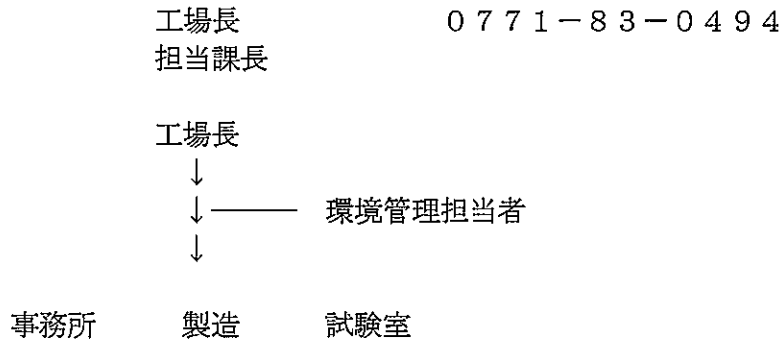 工場長　　　　　０７７１－８３－０４９４
担当課長
工場長
↓
↓――― 環境管理担当者
↓
事務所　　製造　　試験室